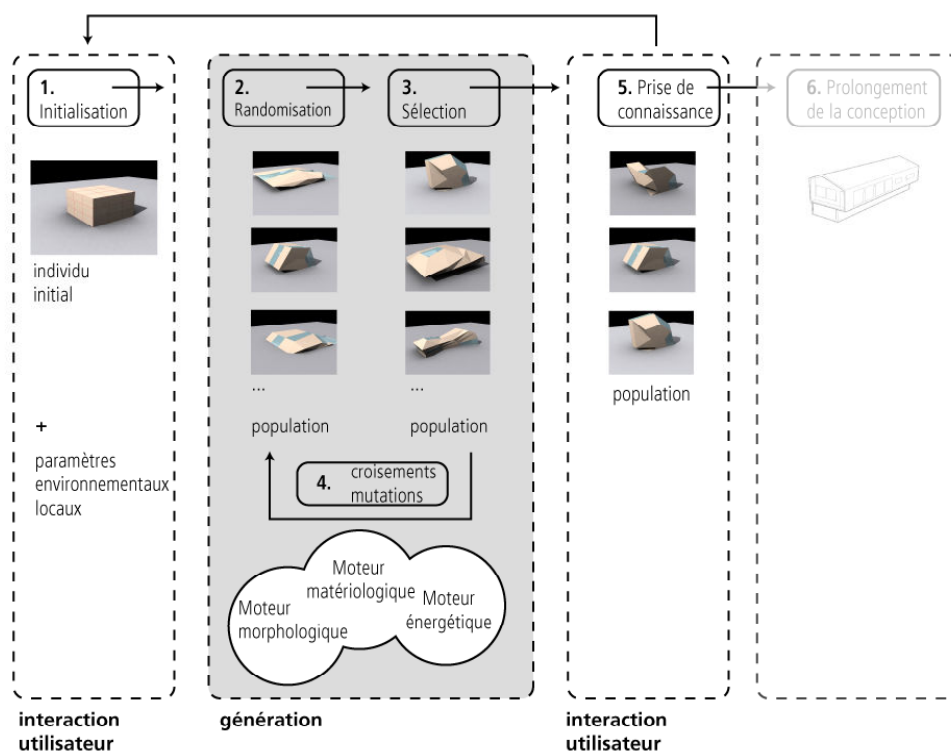 1.
Initialisation
individu
initial
+
paramètres
environnementaux
locaux
interaction
utilisateur
2.
Randomisation
...
population
3.
Sélection
...
population
4. croisements
mutations
Moteur
morphologique
Moteur
matériologique
Moteur
énergétique
génération
5. Prise de
connaissance
population
interaction
utilisateur
6. Prolongement
de la conception